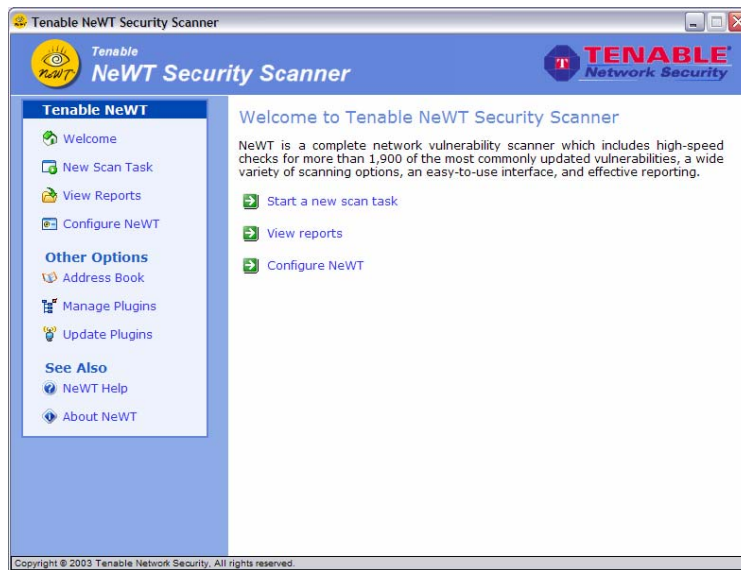 Tenable NeWT Security Scanner
Tenable
NeWT Security Scanner
NeWT
T
TENABLE
Network Security
Tenable NeWT
Welcome
New Scan Task
View Reports
Configure NeWT
Other Options
Address Book
Manage Plugins
Update Plugins
See Also
NeWT Help
About NeWT
Welcome to Tenable NeWT Security Scanner
NeWT is a complete network vulnerability scanner which includes high-speed
checks for more than 1,900 of the most commonly updated vulnerabilities, a wide
variety of scanning options, an easy-to-use interface, and effective reporting.
Start a new scan task
View reports
Configure NeWT
Copyright © 2003 Tenable Network Security, All rights reserved.